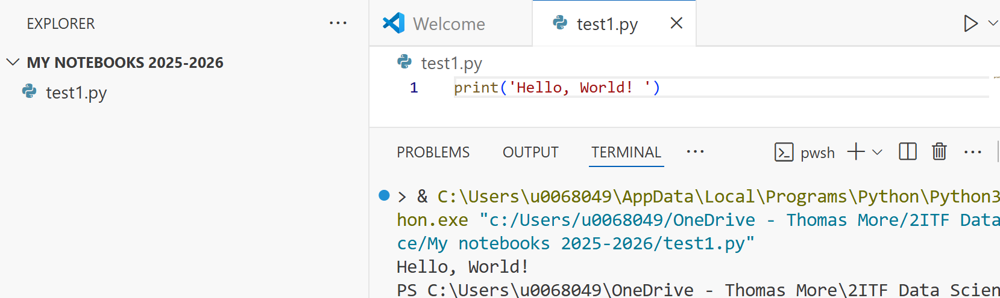 EXPLORER
MY NOTEBOOKS 2025-2026
test1.py
Welcome
test1.py
test1.py
1 print('Hello, World! ')
PROBLEMS OUTPUT TERMINAL pwsh
> & C:\Users\u0068049\AppData\Local\Programs\Python\Python3
hon.exe "c:/Users/u0068049/OneDrive - Thomas More/2ITF Data
ce/My notebooks 2025-2026/test1.py"
Hello, World!
PS C:\Users\u0068049\OneDrive - Thomas More\2ITF Data Scien